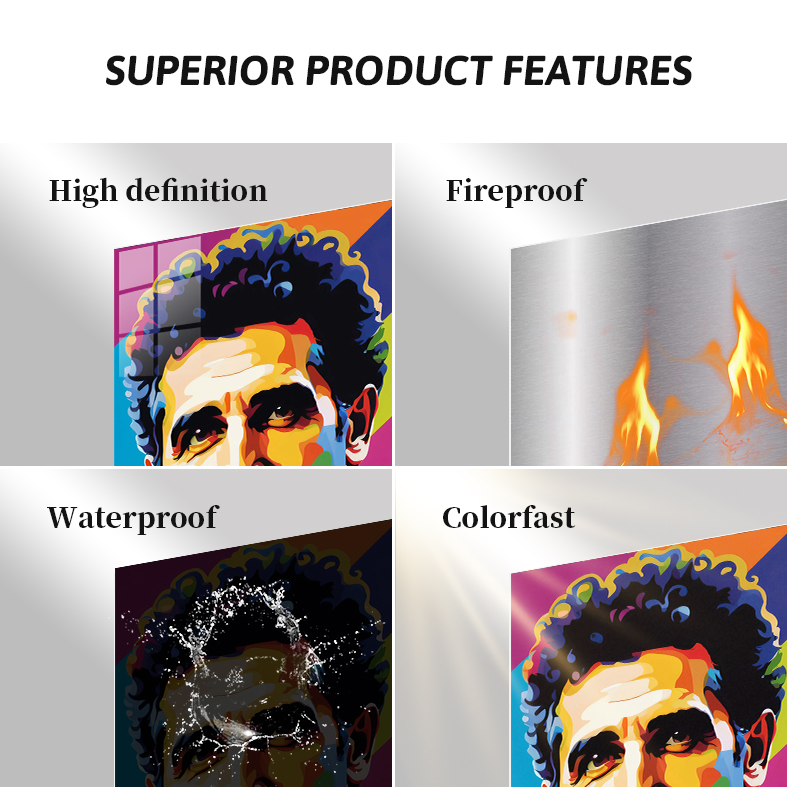 SUPERIOR PRODUCT FEATURES
High definition
Fireproof
Waterproof
Colorfast